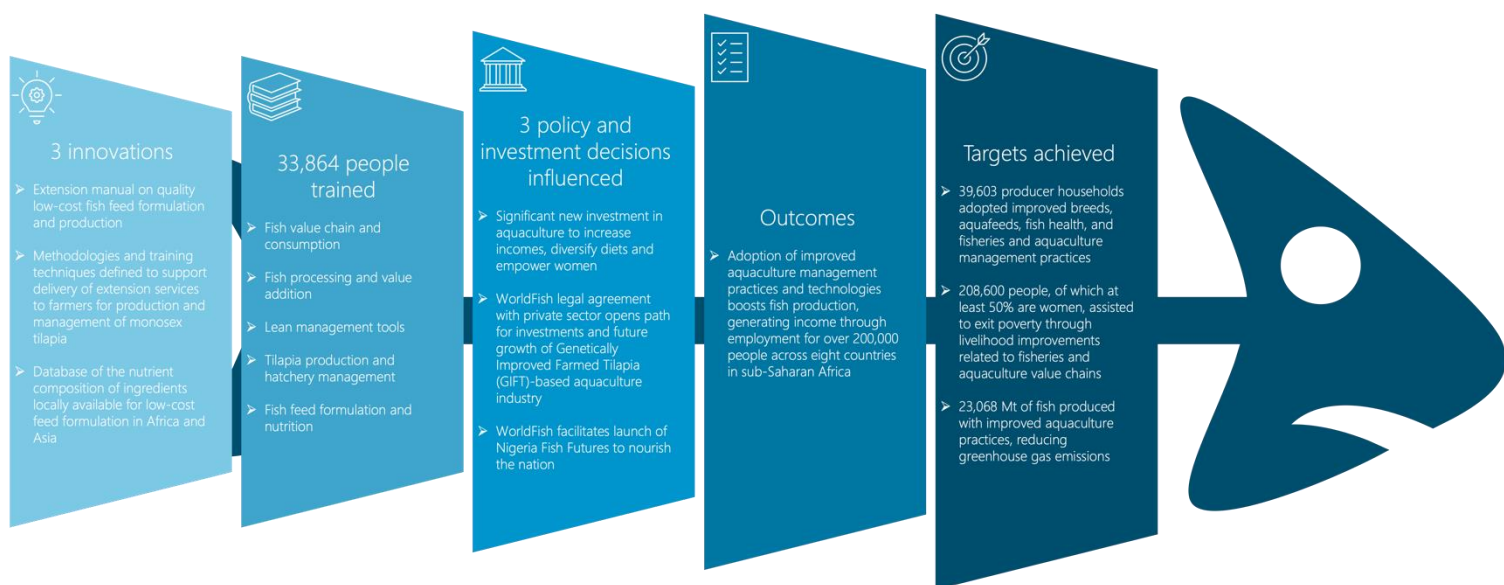 3 innovations
➢ Extension manual on quality
low-cost fish feed formulation
and production
➢ Methodologies and training
techniques defined to support
delivery of extension services
to farmers for production and
management of monosex
tilapia
➢ Database of the nutrient
composition of ingredients
locally available for low-cost
feed formulation in Africa and
Asia
33,864 people
trained
➢ Fish value chain and
consumption
➢ Fish processing and value
addition
➢ Lean management tools
➢ Tilapia production and
hatchery management
➢ Fish feed formulation and
nutrition
3 policy and
investment decisions
influenced
➢ Significant new investment in
aquaculture to increase
incomes, diversify diets and
empower women
➢ WorldFish legal agreement
with private sector opens path
for investments and future
growth of Genetically
Improved Farmed Tilapia
(GIFT)-based aquaculture
industry
➢ WorldFish facilitates launch of
Nigeria Fish Futures to nourish
the nation
Outcomes
➢ Adoption of improved
aquaculture management
practices and technologies
boosts fish production,
generating income through
employment for over 200,000
people across eight countries
in sub-Saharan Africa
Targets achieved
➢ 39,603 producer households
adopted improved breeds,
aquafeeds, fish health, and
fisheries and aquaculture
management practices
➢ 208,600 people, of which at
least 50% are women, assisted
to exit poverty through
livelihood improvements
related to fisheries and
aquaculture value chains
➢ 23,068 Mt of fish produced
with improved aquaculture
practices, reducing
greenhouse gas emissions